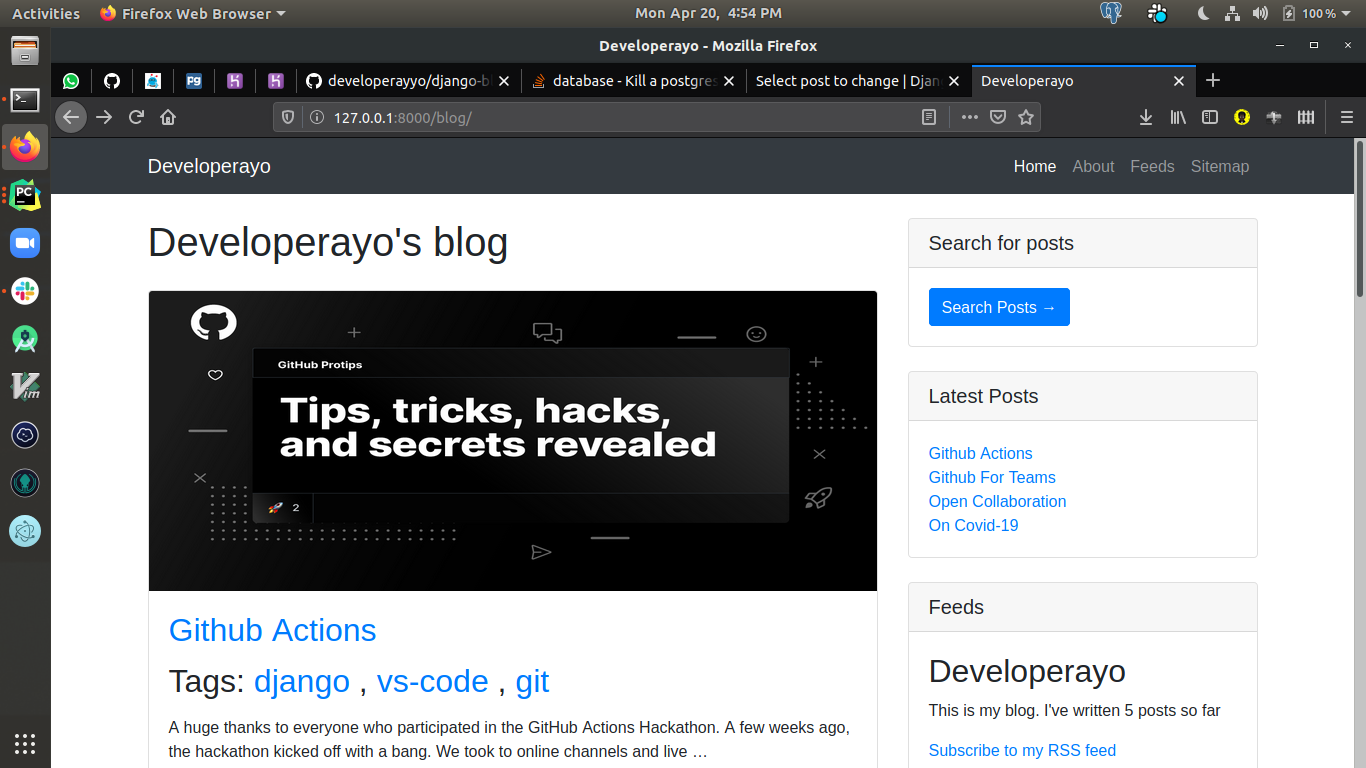 Activities
Firefox Web Browser
Mon Apr 20, 4:54 PM
100 %
Developerayo - Mozilla Firefox
pg
developerayyo/django-bl
database - Kill a postgres
Select post to change | Djan
Developerayo
127.0.0.1:8000/blog/
PC
Vim
Developerayo
Home
About
Feeds
Sitemap
Developerayo's blog
GitHub Protips
Tips, tricks, hacks,
and secrets revealed
2
Github Actions
Tags: django , vs-code , git
A huge thanks to everyone who participated in the GitHub Actions Hackathon. A few weeks ago,
the hackathon kicked off with a bang. We took to online channels and live …
Search for posts
Search Posts →
Latest Posts
Github Actions
Github For Teams
Open Collaboration
On Covid-19
Feeds
Developerayo
This is my blog. I've written 5 posts so far
Subscribe to my RSS feed